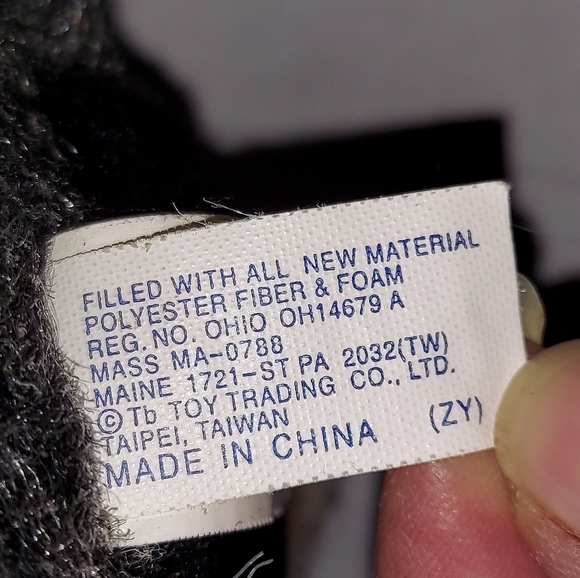 FILLED WITH ALL NEW MATERIAL
POLYESTER FIBER & FOAM
REG. NO. OHIO OH14679 A
MASS MA-0788
MAINE 1721-ST PA 2032(TW)
© Tb TOY TRADING CO., LTD.
TAIPEI, TAIWAN
MADE IN CHINA (ZY)